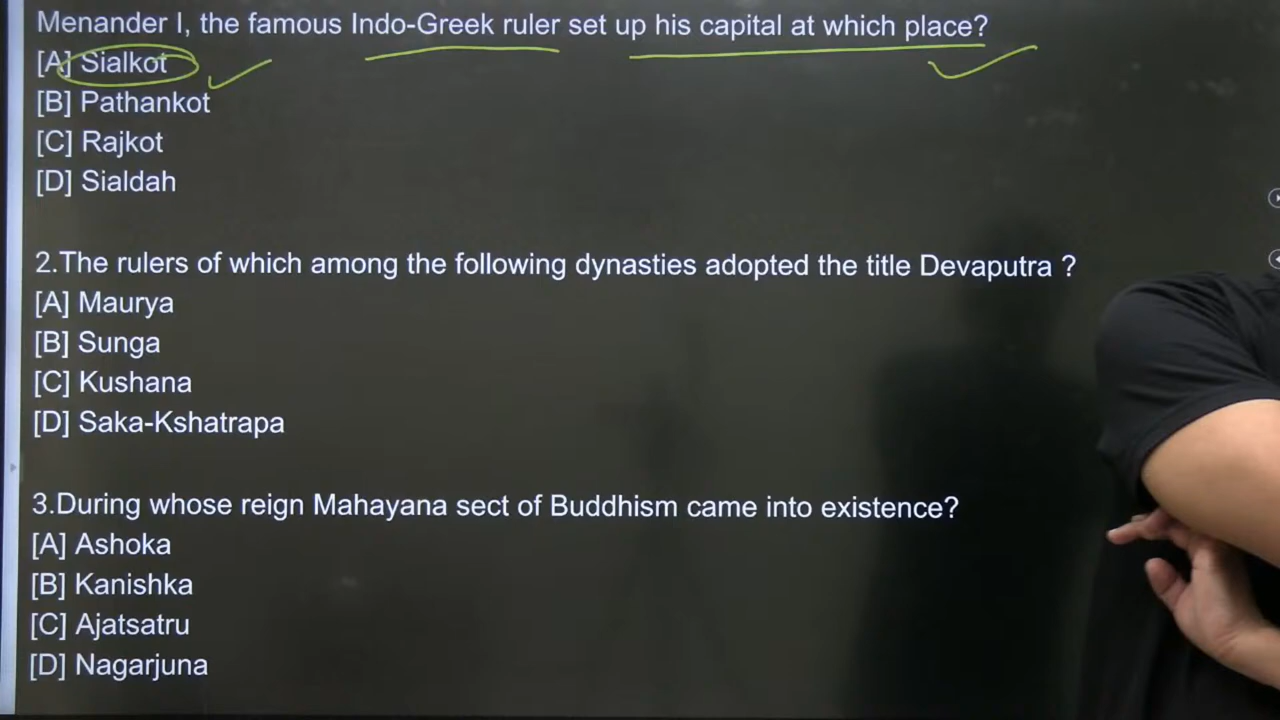 Menander I, the famous Indo-Greek ruler set up his capital at which place?
[A] Sialkot
[B] Pathankot
[C] Rajkot
[D] Sialdah
2.The rulers of which among the following dynasties adopted the title Devaputra ?
[A] Maurya
[B] Sunga
[C] Kushana
[D] Saka-Kshatrapa
3.During whose reign Mahayana sect of Buddhism came into existence?
[A] Ashoka
[B] Kanishka
[C] Ajatsatru
[D] Nagarjuna